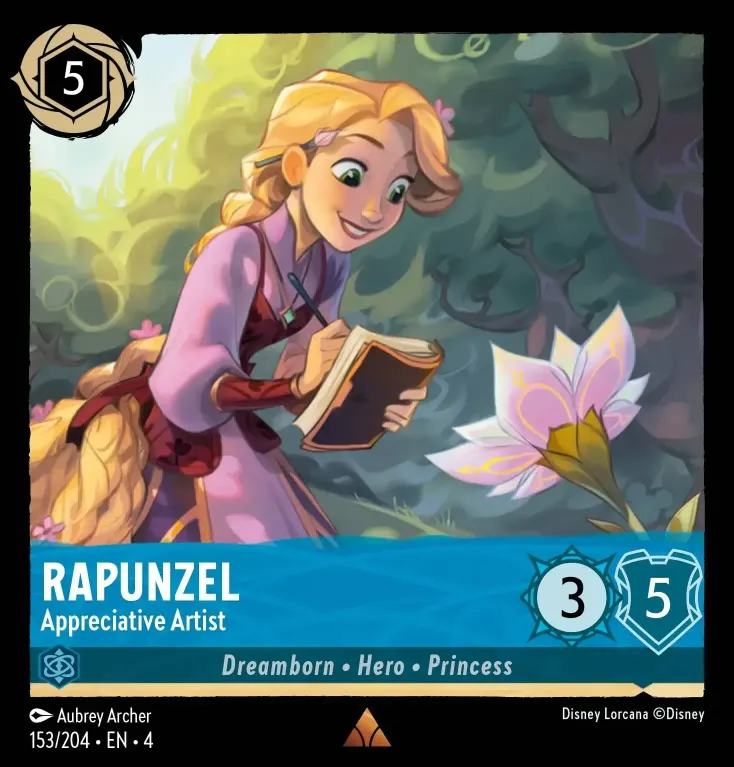 5
RAPUNZEL
Appreciative Artist
3
5
Dreamborn • Hero • Princess
Aubrey Archer
Disney Lorcana ©Disney
153/204 • EN • 4